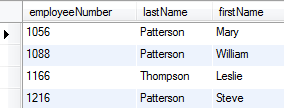 employeeNumber lastName firstName
1056 Patterson Mary
1088 Patterson William
1166 Thompson Leslie
1216 Patterson Steve